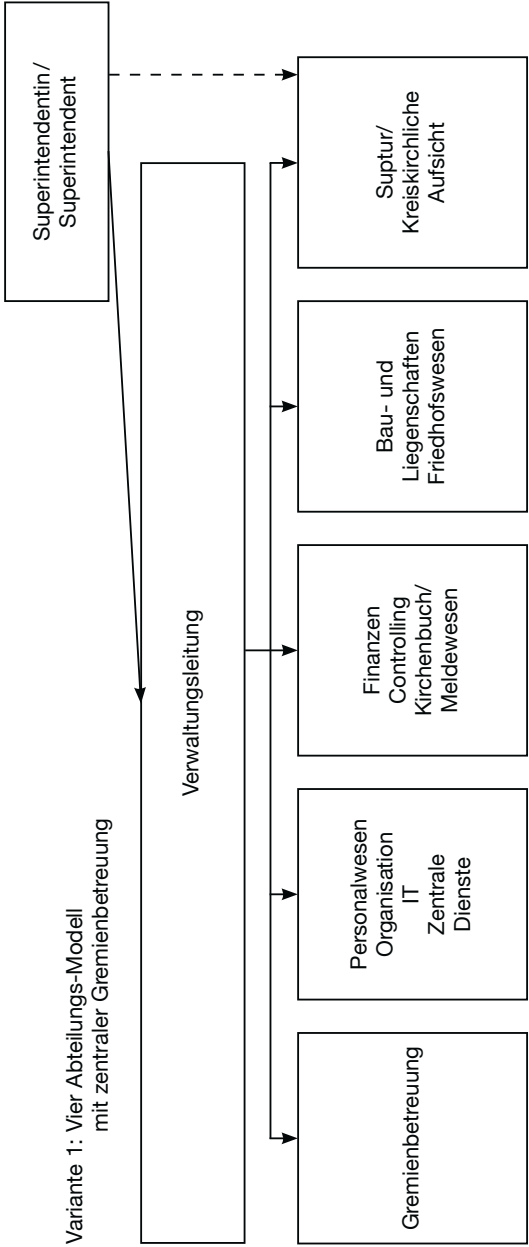 Variante 1: Vier Abteilungs-Modell
mit zentraler Gremienbetreuung
Superintendentin/
Superintendent
Verwaltungsleitung
Gremienbetreuung
Personalwesen
Organisation
IT
Zentrale
Dienste
Finanzen
Controlling
Kirchenbuch/
Meldewesen
Bau- und
Liegenschaften
Friedhofswesen
Suptur/
Kreiskirchliche
Aufsicht